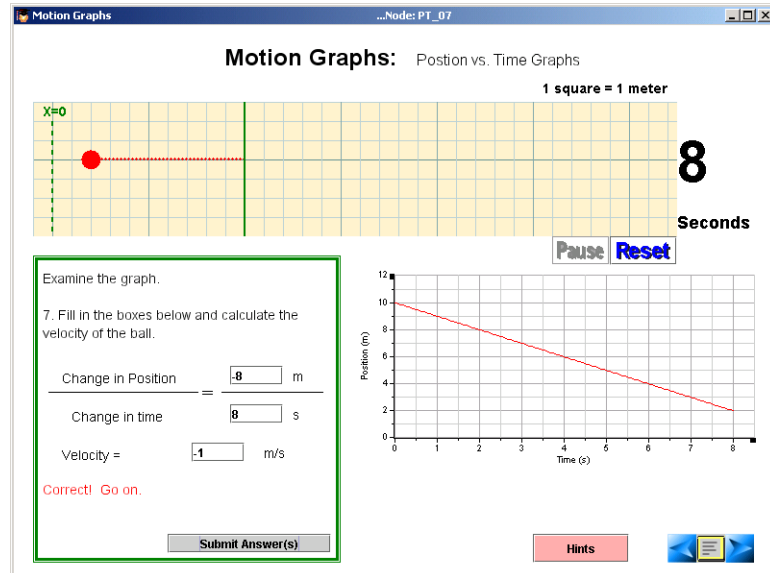 Motion Graphs ...Node: PT_07
Motion Graphs: Postion vs. Time Graphs
1 square = 1 meter
X=0
8
Seconds
Pause Reset
Examine the graph.
7. Fill in the boxes below and calculate the
velocity of the ball.
Change in Position = -8 m
Change in time 8 s
Velocity = -1 m/s
Correct! Go on.
Submit Answer(s)
12
10
8
6
4
2
0
Position (m)
0 1 2 3 4 5 6 7 8
Time (s)
Hints